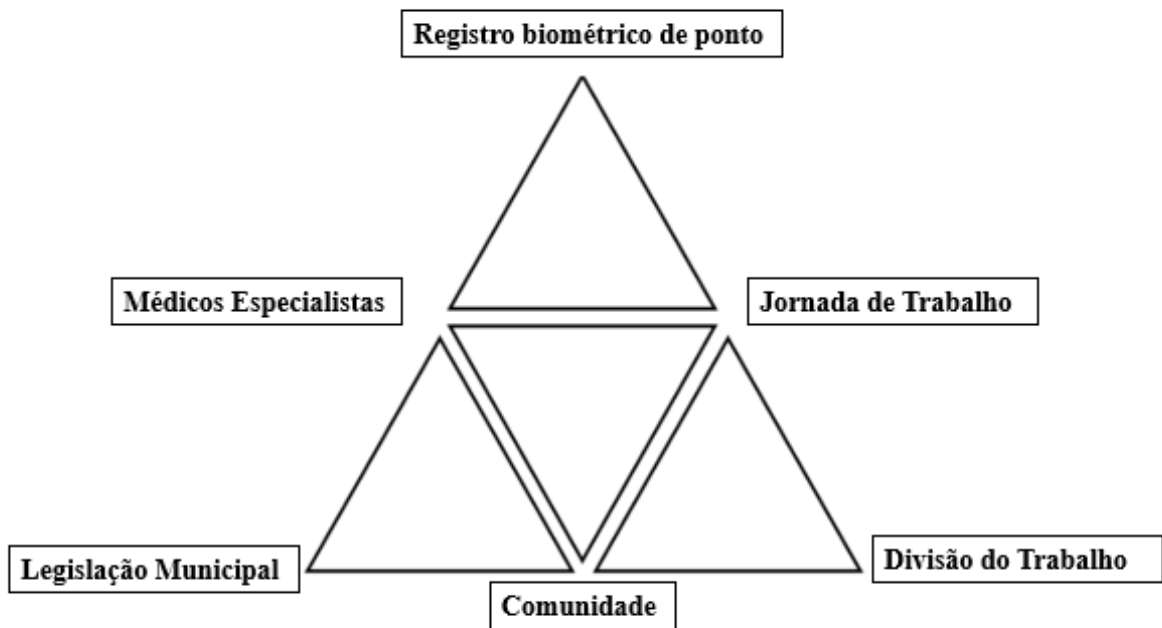 Registro biométrico de ponto
Médicos Especialistas
Jornada de Trabalho
Legislação Municipal
Comunidade
Divisão do Trabalho